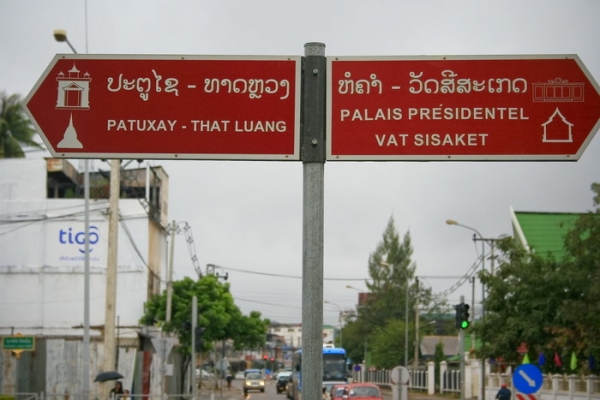 ປະຕູໄຊ - ທາດຫຼວງ
PATUXAY - THAT LUANG
ຫໍຄຳ - ວັດສີສະເກດ
PALAIS PRÉSIDENTEL
VAT SISAKET
tigo